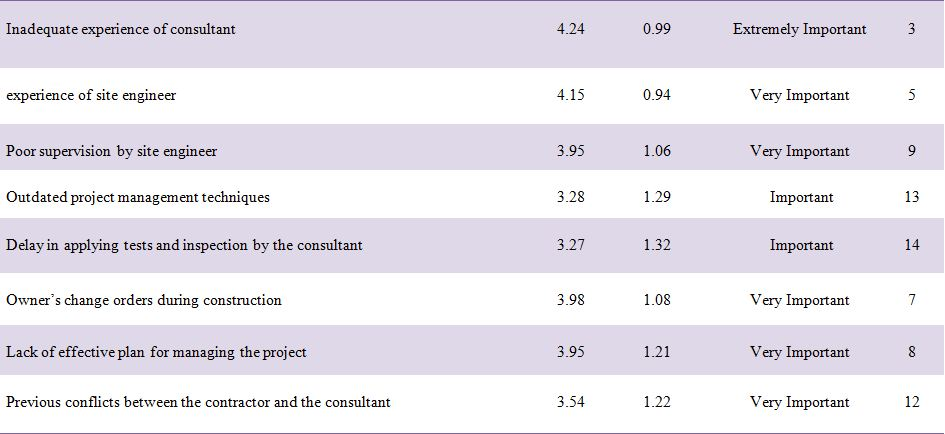 Inadequate experience of consultant 4.24 0.99 Extremely Important 3
experience of site engineer 4.15 0.94 Very Important 5
Poor supervision by site engineer 3.95 1.06 Very Important 9
Outdated project management techniques 3.28 1.29 Important 13
Delay in applying tests and inspection by the consultant 3.27 1.32 Important 14
Owner’s change orders during construction 3.98 1.08 Very Important 7
Lack of effective plan for managing the project 3.95 1.21 Very Important 8
Previous conflicts between the contractor and the consultant 3.54 1.22 Very Important 12